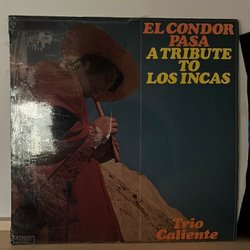 EL CONDOR
PASA
A TRIBUTE
TO
LOS INCAS
Trio
Caliente